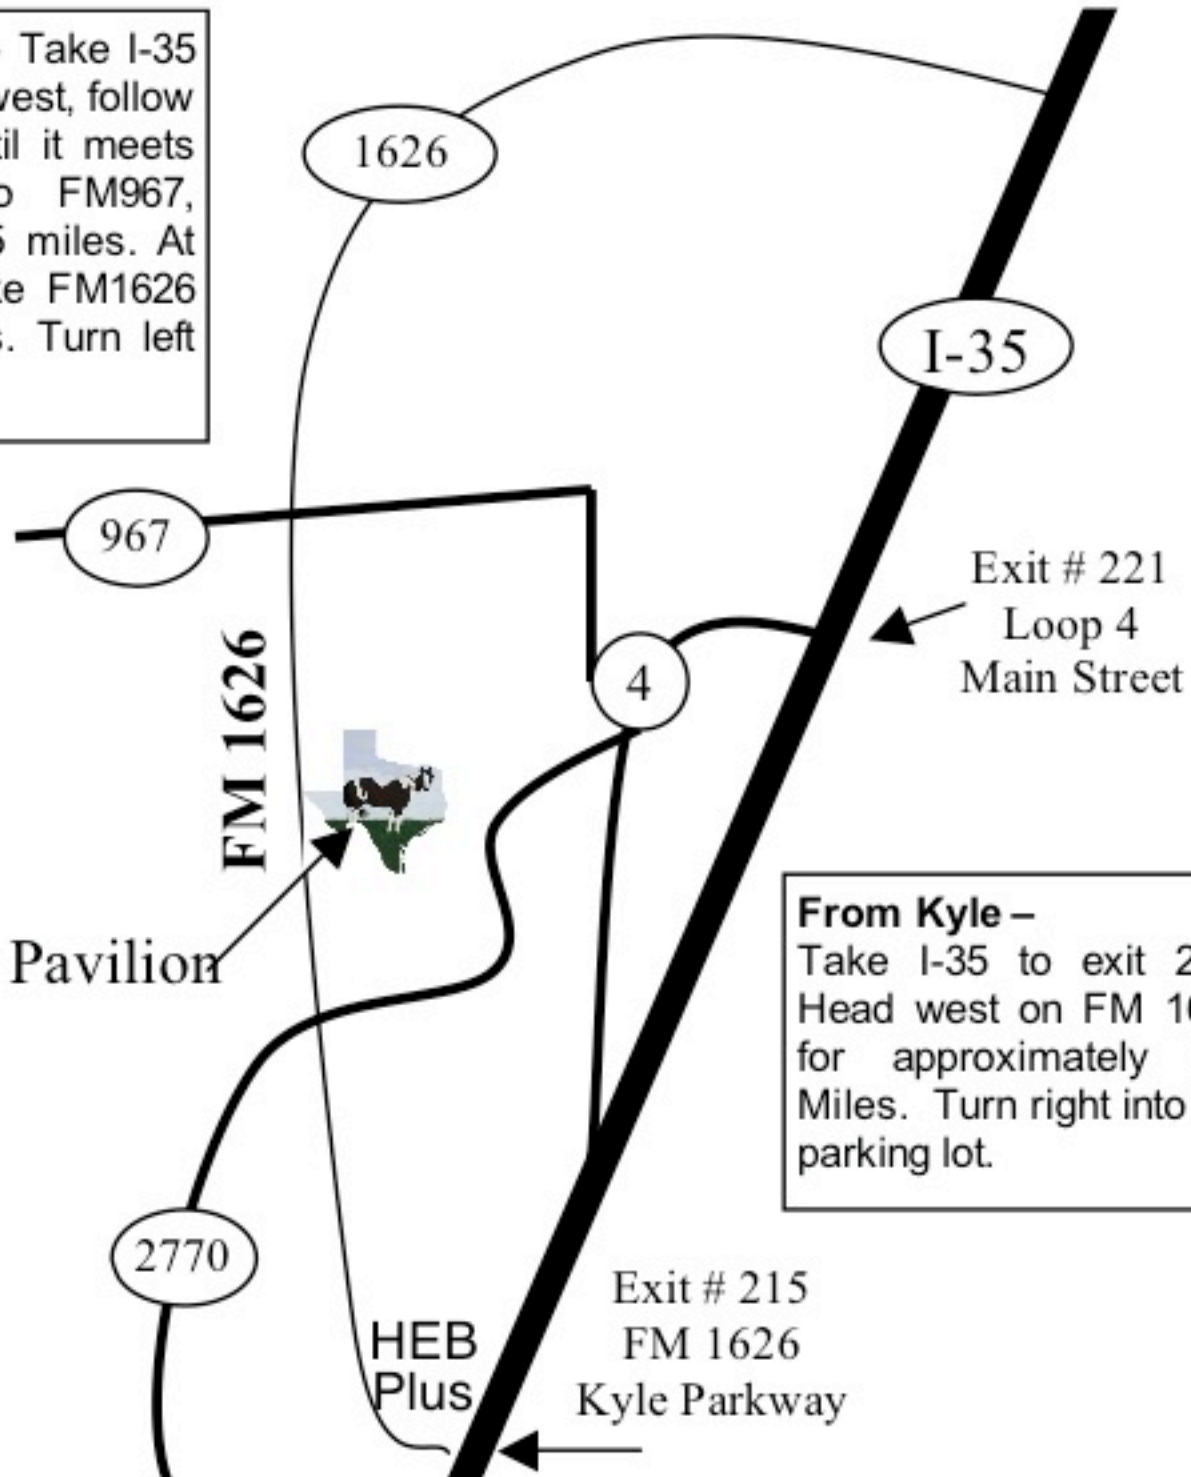 Take I-35
west, follow
it meets
FM967,
miles. At
FM1626
Turn left
1626
I-35
967
Exit # 221
Loop 4
Main Street
4
FM 1626
Pavilion
From Kyle –
Take I-35 to exit
Head west on FM
for approximately
Miles. Turn right into
parking lot.
2770
Exit # 215
FM 1626
Kyle Parkway
HEB
Plus